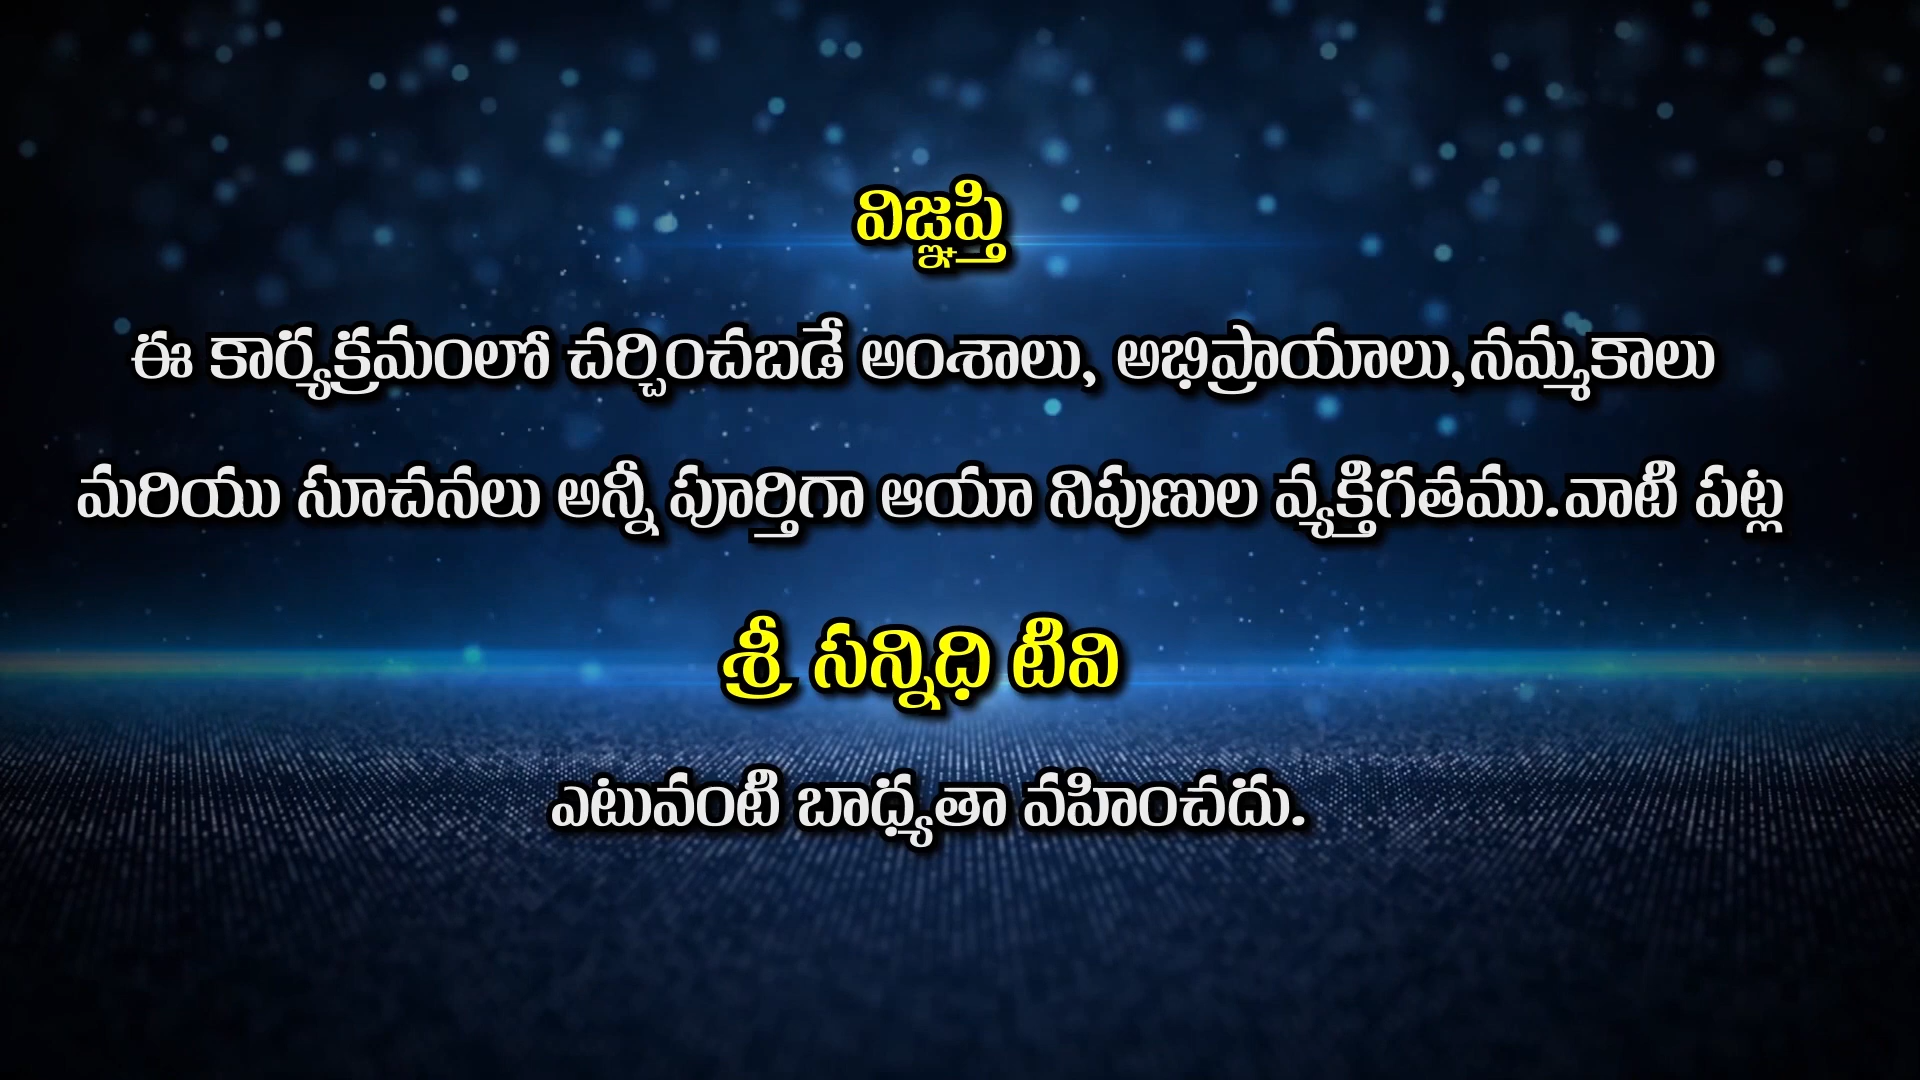 విజ్ఞప్తి
ఈ కార్యక్రమంలో చర్చించబడే అంశాలు, అభిప్రాయాలు,నమ్మకాలు
మరియు సూచనలు అన్నీ పూర్తిగా ఆయా నిపుణుల వ్యక్తిగతము.వాటి పట్ల
శ్రీ సన్నిధి టీవి
ఎటువంటి బాధ్యతా వహించదు.